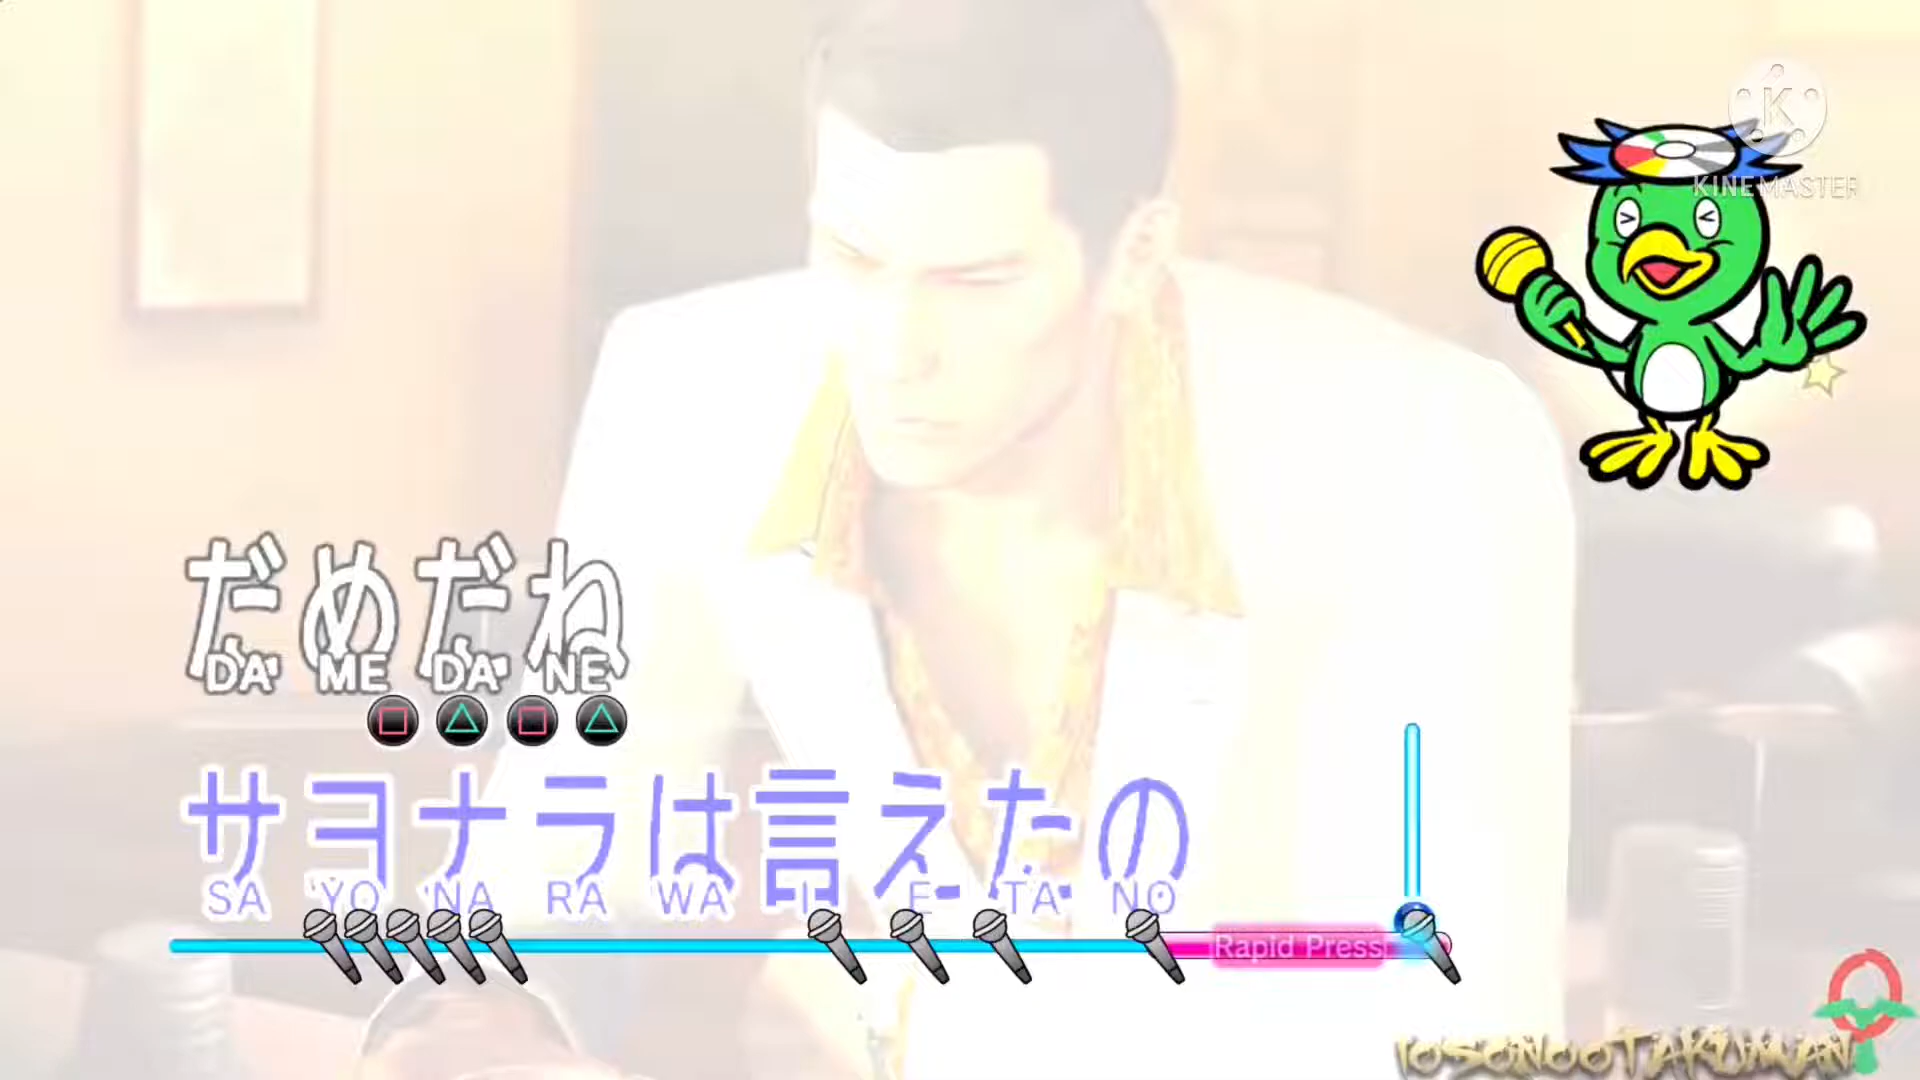 K
KINEMASTER
だめだね
DA ME DA NE
サヨナラは言えたの
SA YO NA RA WA I E TA NO
Rapid Press!
IOSONOOTAKUMAN